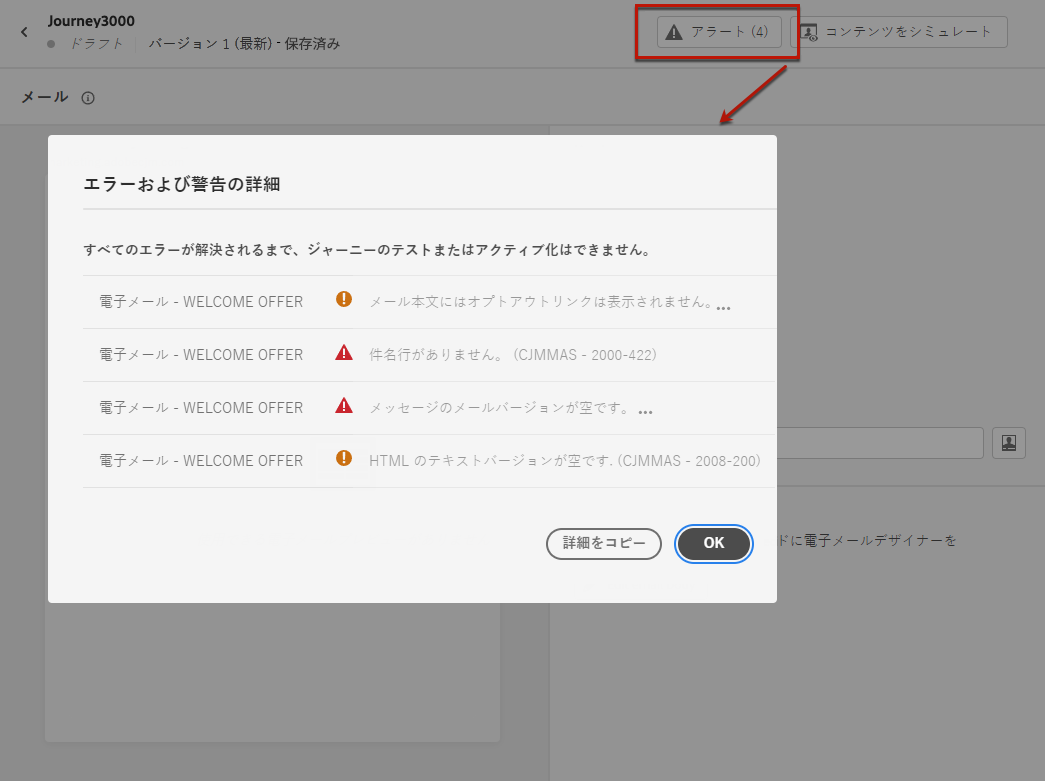 Journey3000
ドラフト バージョン 1 (最新) - 保存済み
アラート (4)
コンテンツをシミュレート
メール
エラーおよび警告の詳細
すべてのエラーが解決されるまで、ジャーニーのテストまたはアクティブ化はできません。
電子メール - WELCOME OFFER メール本文にはオプトアウトリンクは表示されません。...
電子メール - WELCOME OFFER 件名行がありません。 (CJMMAS - 2000-422)
電子メール - WELCOME OFFER メッセージのメールバージョンが空です。 ...
電子メール - WELCOME OFFER HTML のテキストバージョンが空です. (CJMMAS - 2008-200)
ドに電子メールデザイナーを
詳細をコピー
OK